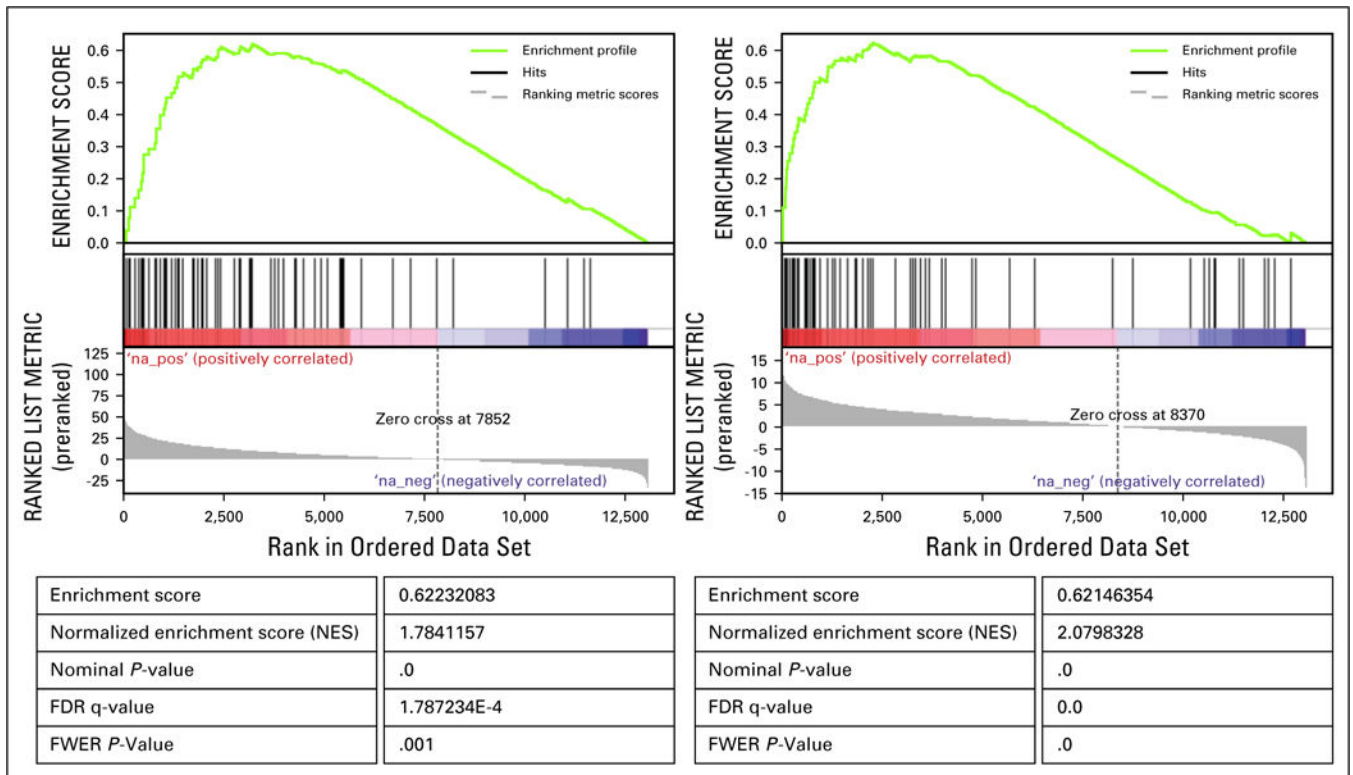 ENRICHMENT SCORE
0.6
0.5
0.4
0.3
0.2
0.1
0.0
Enrichment profile
Hits
Ranking metric scores
RANKED LIST METRIC
(preranked)
125
100
75
50
25
0
-25
'na_pos' (positively correlated)
Zero cross at 7852
'na_neg' (negatively correlated)
0 2,500 5,000 7,500 10,000 12,500
Rank in Ordered Data Set
Enrichment score 0.62232083
Normalized enrichment score (NES) 1.7841157
Nominal P-value .0
FDR q-value 1.787234E-4
FWER P-Value .001
ENRICHMENT SCORE
0.6
0.5
0.4
0.3
0.2
0.1
0.0
Enrichment profile
Hits
Ranking metric scores
RANKED LIST METRIC
(preranked)
15
10
5
0
-5
-10
-15
'na_pos' (positively correlated)
Zero cross at 8370
'na_neg' (negatively correlated)
0 2,500 5,000 7,500 10,000 12,500
Rank in Ordered Data Set
Enrichment score 0.62146354
Normalized enrichment score (NES) 2.0798328
Nominal P-value .0
FDR q-value 0.0
FWER P-Value .0